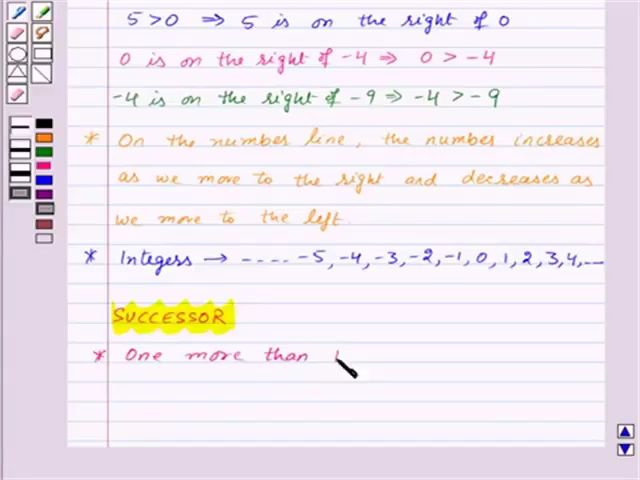 5 > 0 ⇒ 5 is on the right of 0
0 is on the right of -4 ⇒ 0 > -4
-4 is on the right of -9 ⇒ -4 > -9
* On the number line, the number increases
as we move to the right and decreases as
we move to the left.
* Integers → .... -5, -4, -3, -2, -1, 0, 1, 2, 3, 4, ...
SUCCESSOR
* One more than